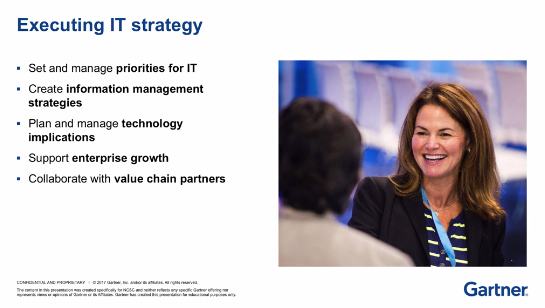 Executing IT strategy
▪ Set and manage priorities for IT
▪ Create information management
strategies
▪ Plan and manage technology
implications
▪ Support enterprise growth
▪ Collaborate with value chain partners
CONFIDENTIAL AND PROPRIETARY | © 2017 Gartner, Inc. and/or its affiliates. All rights reserved.
The content in this presentation was created specifically for NCSC and neither reflects any specific Gartner offering nor
represents views or opinions of Gartner or its affiliates. Gartner has created this presentation for educational purposes only.
Gartner